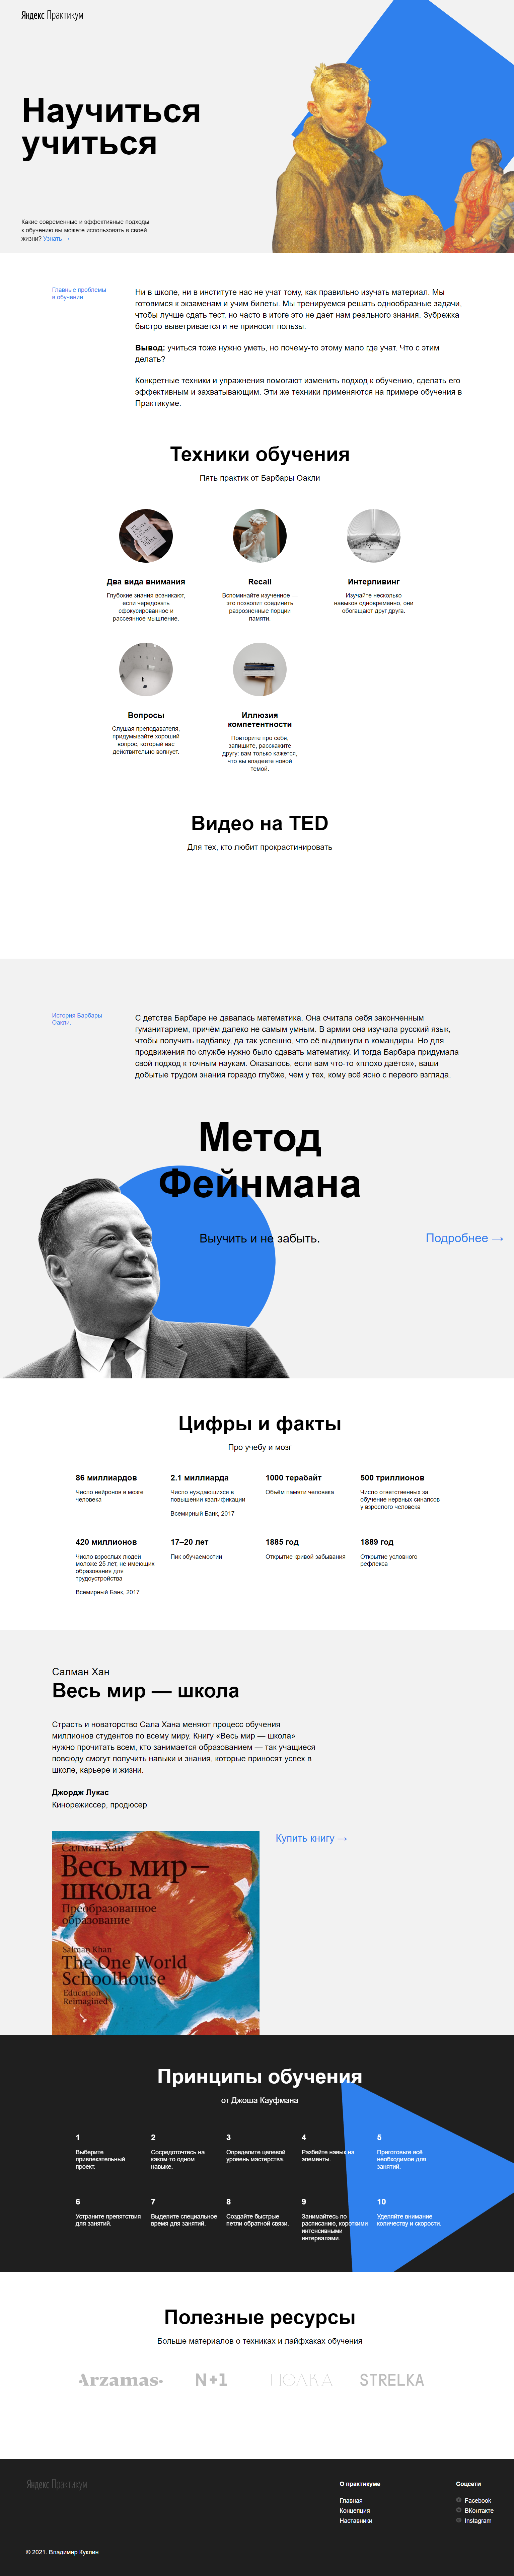 Яндекс Практикум
Научиться
учиться
Какие современные и эффективные подходы
к обучению вы можете использовать в своей
жизни? Узнать →
Главные проблемы
в обучении
Ни в школе, ни в институте нас не учат тому, как правильно изучать материал. Мы
готовимся к экзаменам и учим билеты. Мы тренируемся решать однообразные задачи,
чтобы лучше сдать тест, но часто в итоге это не дает нам реального знания. Зубрежка
быстро выветривается и не приносит пользы.
Вывод: учиться тоже нужно уметь, но почему-то этому мало где учат. Что с этим
делать?
Конкретные техники и упражнения помогают изменить подход к обучению, сделать его
эффективным и захватывающим. Эти же техники применяются на примере обучения в
Практикуме.
Техники обучения
Пять практик от Барбары Оакли
Два вида внимания
Глубокие знания возникают,
если чередовать
сфокусированное и
рассеянное мышление.
Recall
Вспоминайте изученное —
это позволит соединить
разрозненные порции
памяти.
Интерливинг
Изучайте несколько
навыков одновременно, они
обогащают друг друга.
Вопросы
Слушая преподавателя,
придумывайте хороший
вопрос, который вас
действительно волнует.
Иллюзия
компетентности
Повторите про себя,
запишите, расскажите
другу: вам только кажется,
что вы владеете новой
темой.
Видео на TED
Для тех, кто любит прокрастинировать
История Барбары
Оакли.
С детства Барбаре не давалась математика. Она считала себя законченным
гуманитарием, причём далеко не самым умным. В армии она изучала русский язык,
чтобы получить надбавку, да так успешно, что её выдвинули в командиры. Но для
продвижения по службе нужно было сдавать математику. И тогда Барбара придумала
свой подход к точным наукам. Оказалось, если вам что-то «плохо даётся», ваши
добытые трудом знания гораздо глубже, чем у тех, кому всё ясно с первого взгляда.
Метод
Фейнмана
Выучить и не забыть.
Подробнее →
Цифры и факты
Про учебу и мозг
86 миллиардов
Число нейронов в мозге
человека
2.1 миллиарда
Число нуждающихся в
повышении квалификации
Всемирный Банк, 2017
1000 терабайт
Объём памяти человека
500 триллионов
Число ответственных за
обучение нервных синапсов
у взрослого человека
420 миллионов
Число взрослых людей
моложе 25 лет, не имеющих
образования для
трудоустройства
Всемирный Банк, 2017
17–20 лет
Пик обучаемостии
1885 год
Открытие кривой забывания
1889 год
Открытие условного
рефлекса
Салман Хан
Весь мир — школа
Страсть и новаторство Сала Хана меняют процесс обучения
миллионов студентов по всему миру. Книгу «Весь мир — школа»
нужно прочитать всем, кто занимается образованием — так учащиеся
повсюду смогут получить навыки и знания, которые приносят успех в
школе, карьере и жизни.
Джордж Лукас
Кинорежиссер, продюсер
Купить книгу →
Салман Хан
Весь мир —
школа
Преобразованное
образование
Salman Khan
The One World
Schoolhouse
Education
Reimagined
Принципы обучения
от Джоша Кауфмана
1
Выберите
привлекательный
проект.
2
Сосредоточтесь на
каком-то одном
навыке.
3
Определите целевой
уровень мастерства.
4
Разбейте навык на
элементы.
5
Приготовьте всё
необходимое для
занятий.
6
Устраните препятствия
для занятий.
7
Выделите специальное
время для занятий.
8
Создайте быстрые
петли обратной связи.
9
Занимайтесь по
расписанию, короткими
интенсивными
интервалами.
10
Уделяйте внимание
количеству и скорости.
Полезные ресурсы
Больше материалов о техниках и лайфхаках обучения
Arzamas
N+1
ПОЛКА
STRELKA
Яндекс Практикум
О практикуме
Главная
Концепция
Наставники
Соцсети
Facebook
ВКонтакте
Instagram
© 2021. Владимир Куклин